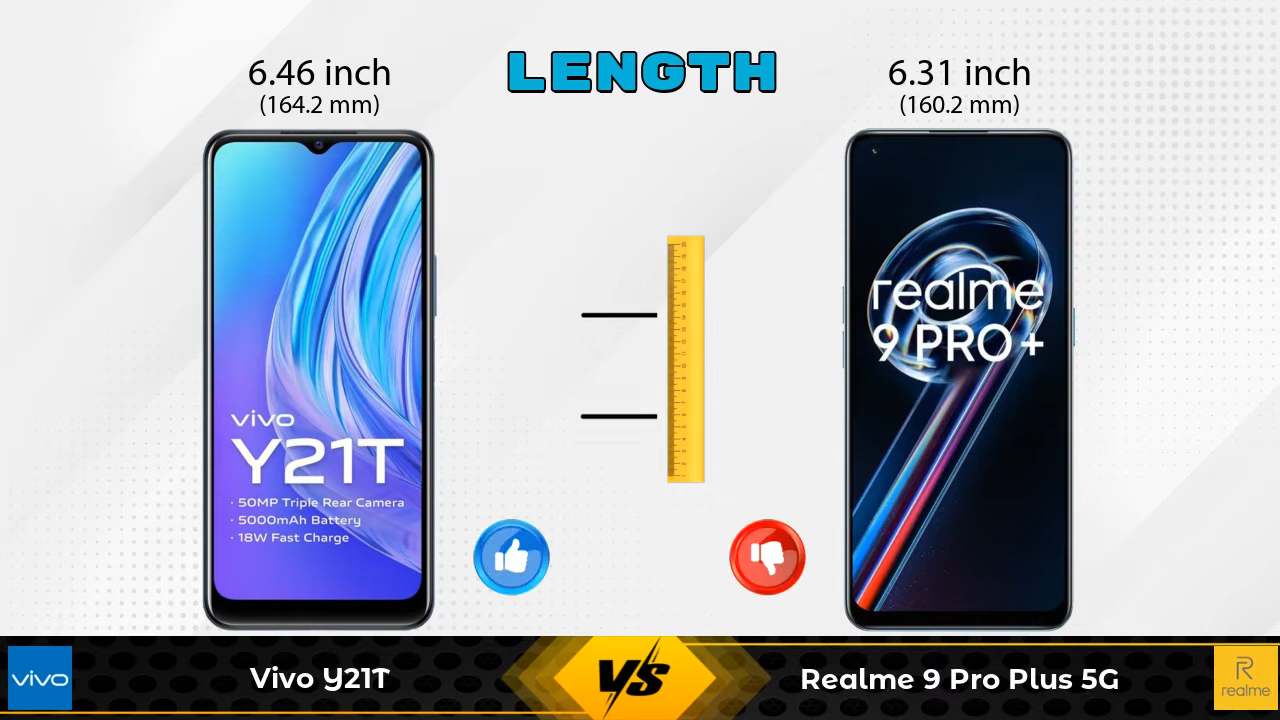 LENGTH
6.46 inch
(164.2 mm)
6.31 inch
(160.2 mm)
vivo
Y21T
· 50MP Triple Rear Camera
· 5000mAh Battery
· 18W Fast Charge
realme
9 PRO+
vivo
Vivo Y21T
VS
Realme 9 Pro Plus 5G
R
realme